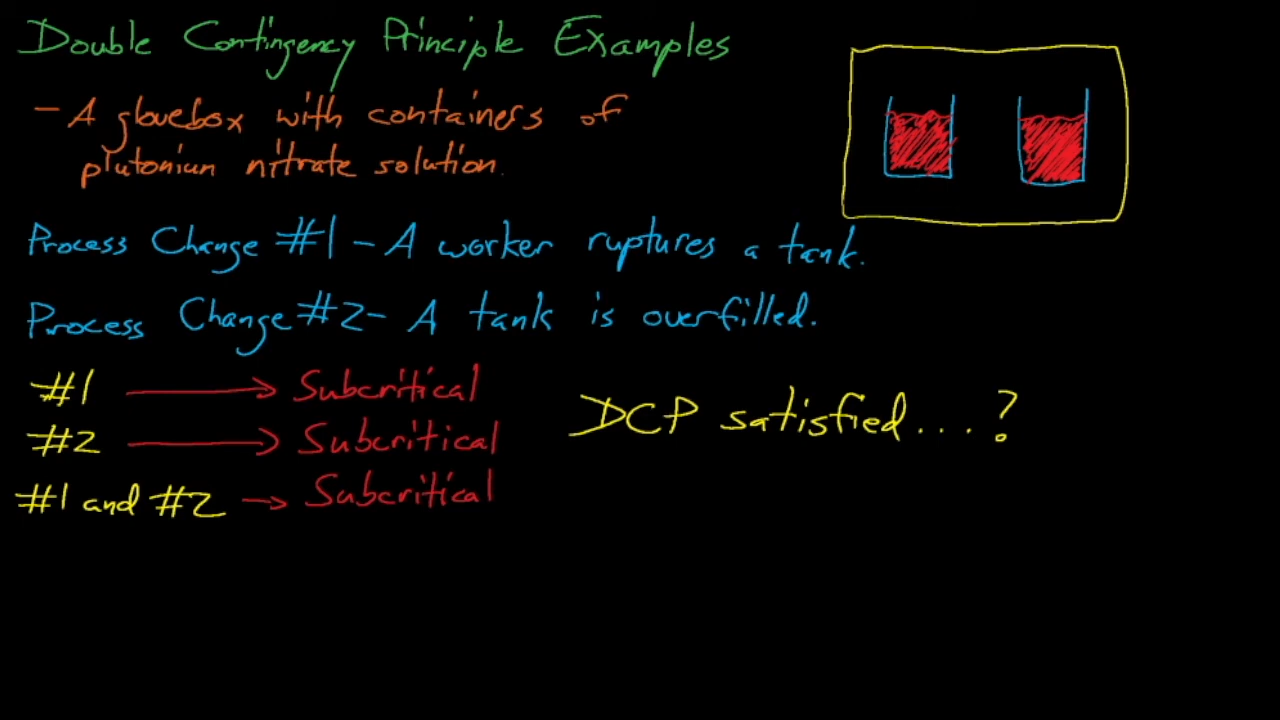 Double Contingency Principle Examples
- A glovebox with containers of
plutonium nitrate solution.
Process Change #1 - A worker ruptures a tank.
Process Change #2 - A tank is overfilled.
#1 → Subcritical
#2 → Subcritical
#1 and #2 → Subcritical
DCP satisfied...?